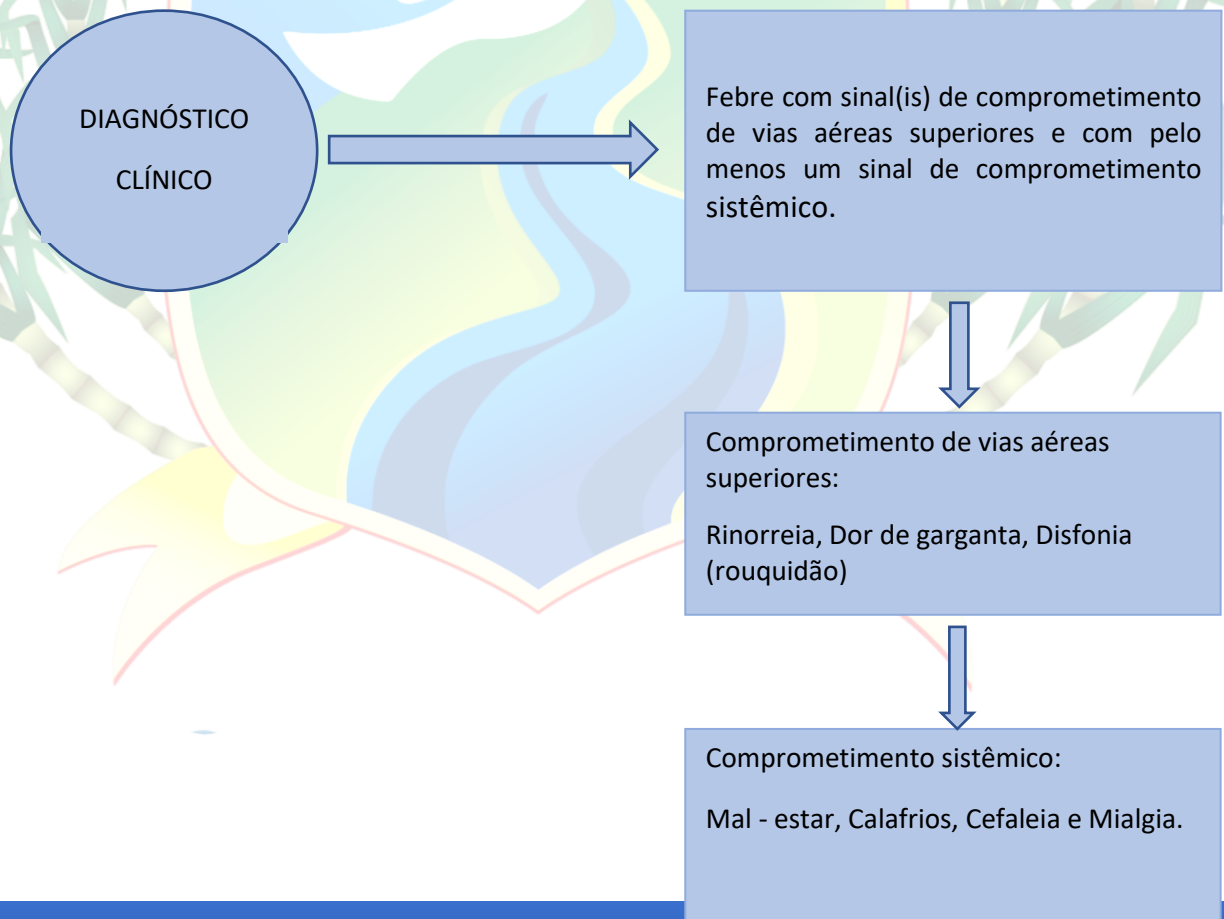 DIAGNÓSTICO
CLÍNICO
Febre com sinal(is) de comprometimento
de vias aéreas superiores e com pelo
menos um sinal de comprometimento
sistêmico.
Comprometimento de vias aéreas
superiores:
Rinorreia, Dor de garganta, Disfonia
(rouquidão)
Comprometimento sistêmico:
Mal - estar, Calafrios, Cefaleia e Mialgia.